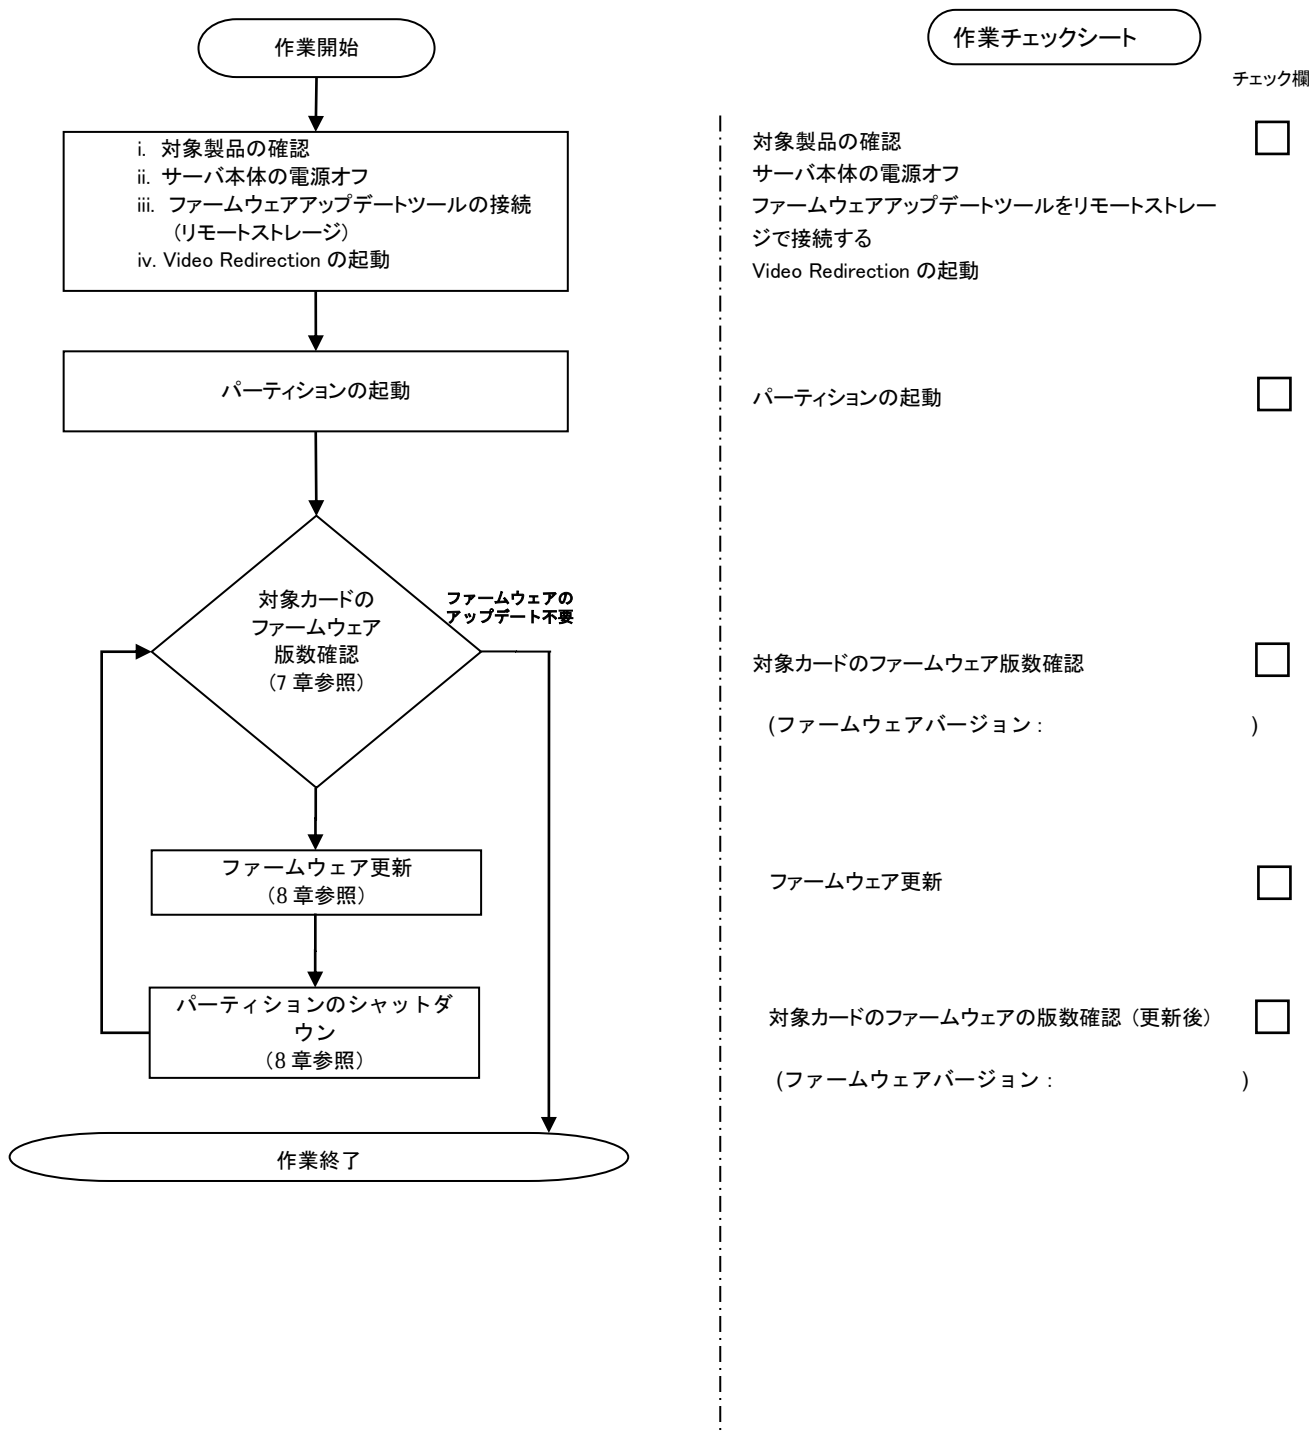 作業開始
i. 対象製品の確認
ii. サーバ本体の電源オフ
iii. ファームウェアアップデートツールの接続
(リモートストレージ)
iv. Video Redirection の起動
パーティションの起動
対象カードの
ファームウェア
版数確認
(7 章参照)
ファームウェアの
アップデート不要
ファームウェア更新
(8 章参照)
パーティションのシャットダ
ウン
(8 章参照)
作業終了
作業チェックシート
チェック欄
対象製品の確認
サーバ本体の電源オフ
ファームウェアアップデートツールをリモートストレー
ジで接続する
Video Redirection の起動
パーティションの起動
対象カードのファームウェア版数確認
(ファームウェアバージョン : )
ファームウェア更新
対象カードのファームウェアの版数確認 (更新後)
(ファームウェアバージョン : )